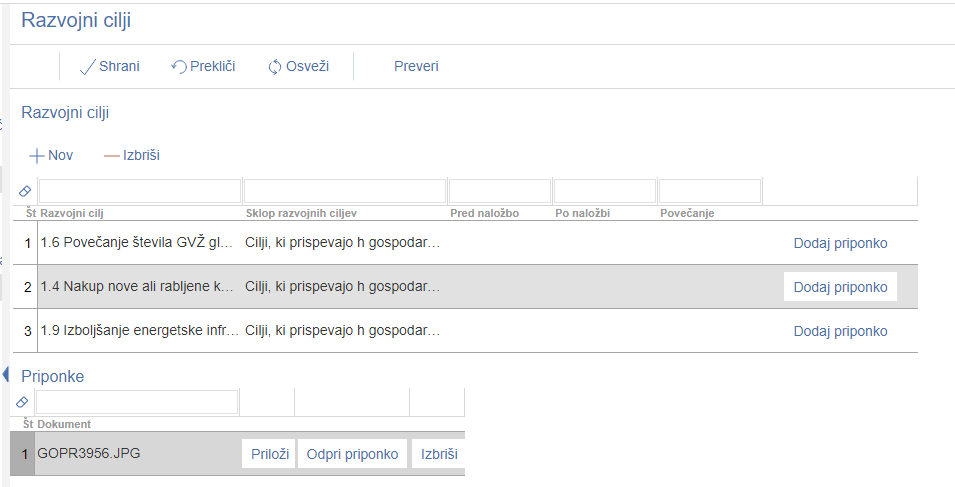 Razvojni cilji
Shrani Prekliči Osveži Preveri
Razvojni cilji
Nov Izbriši
Št Razvojni cilj Sklop razvojnih ciljev Pred naložbo Po naložbi Povečanje
1 1.6 Povečanje števila GVŽ gl... Cilji, ki prispevajo h gospodar... Dodaj priponko
2 1.4 Nakup nove ali rabljene k... Cilji, ki prispevajo h gospodar... Dodaj priponko
3 1.9 Izboljšanje energetske infr... Cilji, ki prispevajo h gospodar... Dodaj priponko
Priponke
Št Dokument
1 GOPR3956.JPG Priloži Odpri priponko Izbriši